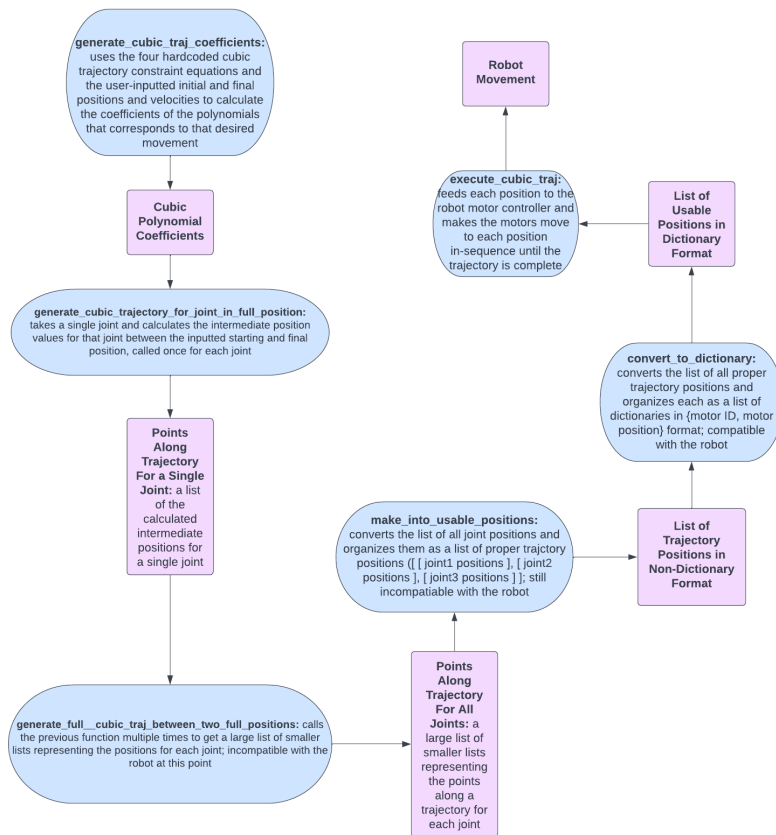 generate_cubic_traj_coefficients:
uses the four hardcoded cubic
trajectory constraint equations and
the user-inputted initial and final
positions and velocities to calculate
the coefficients of the polynomials
that corresponds to that desired
movement
Cubic
Polynomial
Coefficients
generate_cubic_trajectory_for_joint_in_full_position:
takes a single joint and calculates the intermediate position
values for that joint between the inputted starting and final
position, called once for each joint
Points
Along
Trajectory
For a Single
Joint: a list
of the
calculated
intermediate
positions for
a single joint
generate_full__cubic_traj_between_two_full_positions: calls
the previous function multiple times to get a large list of smaller
lists representing the positions for each joint; incompatible with the
robot at this point
Points
Along
Trajectory
For All
Joints: a
large list of
smaller lists
representing
the points
along a
trajectory for
each joint
make_into_usable_positions:
converts the list of all joint positions and
organizes them as a list of proper trajctory
positions ([ [ joint1 positions ], [ joint2
positions ], [ joint3 positions ] ]; still
incompatiable with the robot
List of
Trajectory
Positions in
Non-Dictionary
Format
convert_to_dictionary:
converts the list of all proper
trajectory positions and
organizes each as a list of
dictionaries in {motor ID, motor
position} format; compatible
with the robot
List of
Usable
Positions in
Dictionary
Format
execute_cubic_traj:
feeds each position to the
robot motor controller and
makes the motors move
to each position
in-sequence until the
trajectory is complete
Robot
Movement